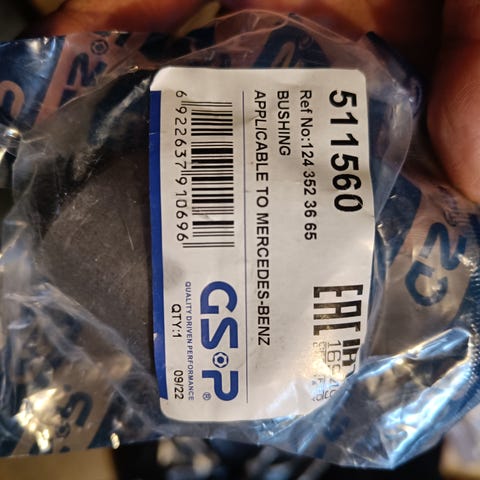 511560
Ref No:124 352 36 65
BUSHING
APPLICABLE TO MERCEDES-BENZ
6 922637 910696
EAC
GSP
®
QUALITY DRIVEN PERFORMANCE
QTY:1
09/22